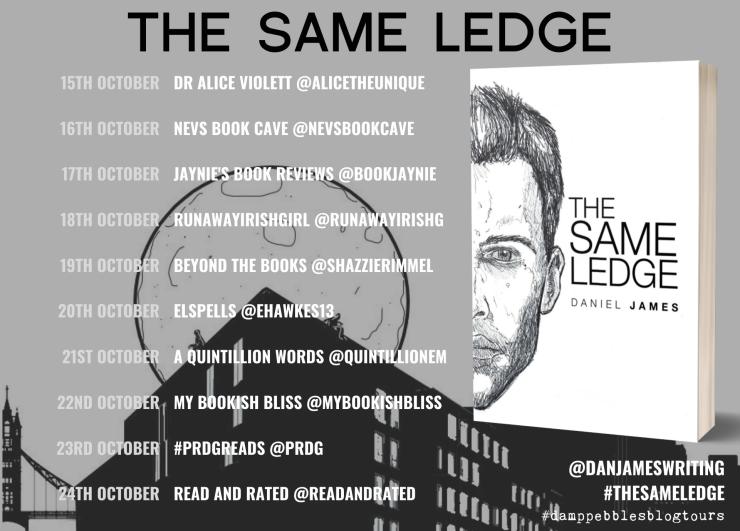 THE SAME LEDGE
15TH OCTOBER DR ALICE VIOLETT @ALICETHEUNIQUE
16TH OCTOBER NEVS BOOK CAVE @NEVSBOOKCAVE
17TH OCTOBER JAYNIE'S BOOK REVIEWS @BOOKJAYNIE
18TH OCTOBER RUNAWAYIRISHGIRL @RUNAWAYIRISHG
19TH OCTOBER BEYOND THE BOOKS @SHAZZIERIMMEL
20TH OCTOBER ELSPELLS @EHAWKES13
21ST OCTOBER A QUINTILLION WORDS @QUINTILLIONEM
22ND OCTOBER MY BOOKISH BLISS @MYBOOKISHBLISS
23RD OCTOBER #PRDGREADS @PRDG
24TH OCTOBER READ AND RATED @READANDRATED
THE
SAME
LEDGE
DANIEL JAMES
@DANJAMESWRITING
#THESAMELEDGE
#damppebblesblogtours